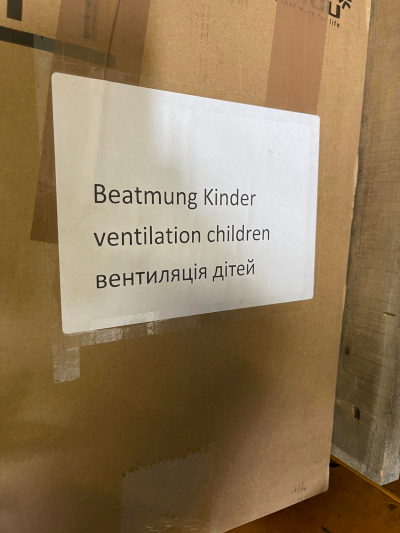 Beatmung Kinder
ventilation children
вентиляція дітей